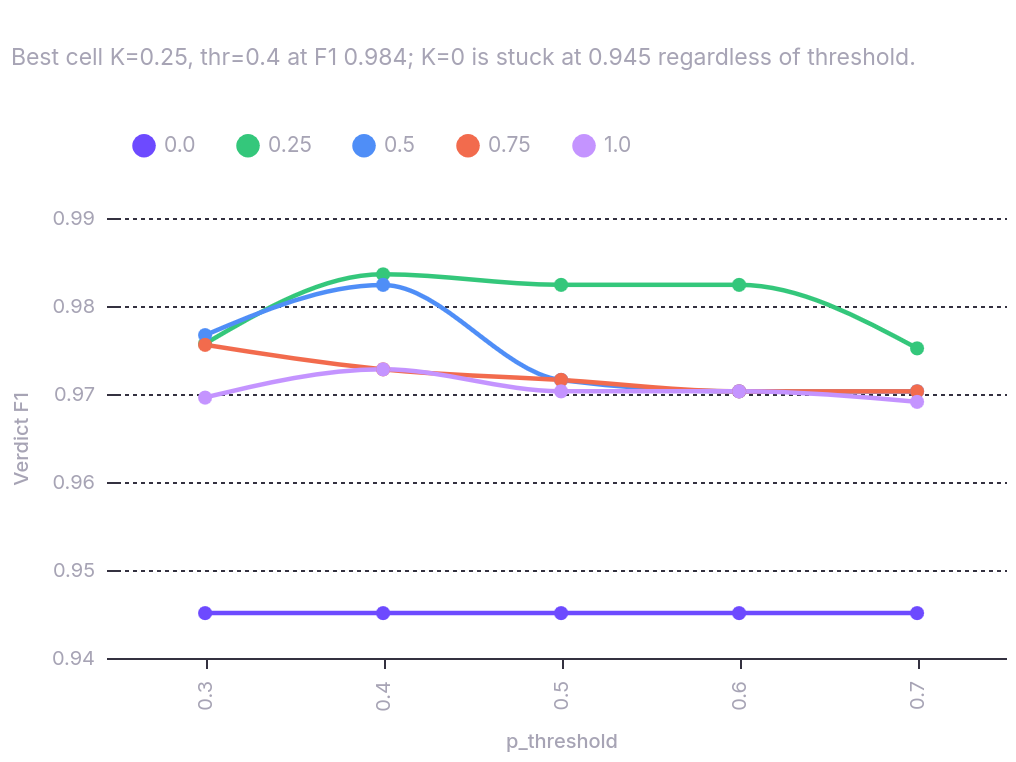 Best cell K=0.25, thr=0.4 at F1 0.984; K=0 is stuck at 0.945 regardless of threshold.
0.0 0.25 0.5 0.75 1.0
0.99
0.98
0.97
0.96
0.95
0.94
Verdict F1
0.3 0.4 0.5 0.6 0.7
p_threshold